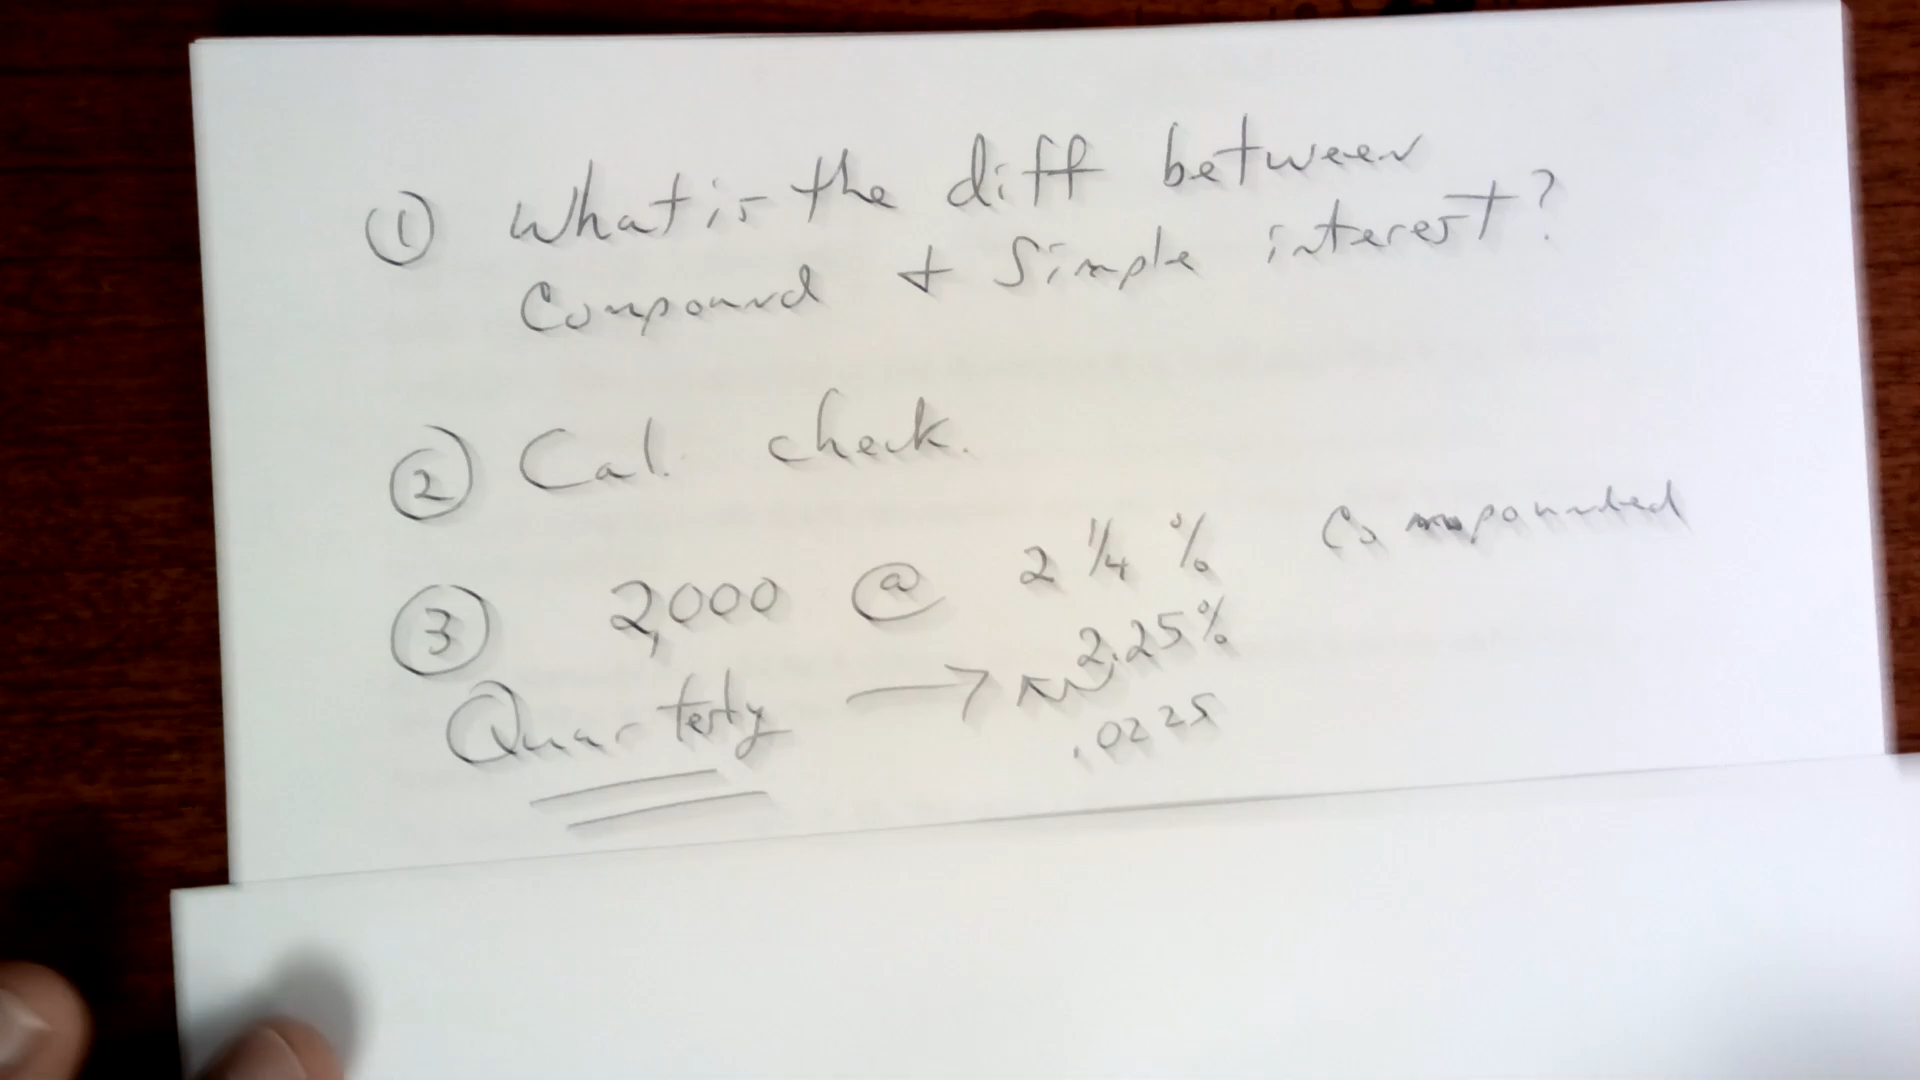 ① What is the diff between
Compound + Simple interest?
② Cal. check.
③ 2,000 @ 2 1/4 % Compounded
2.25%
Quarterly →
.0225